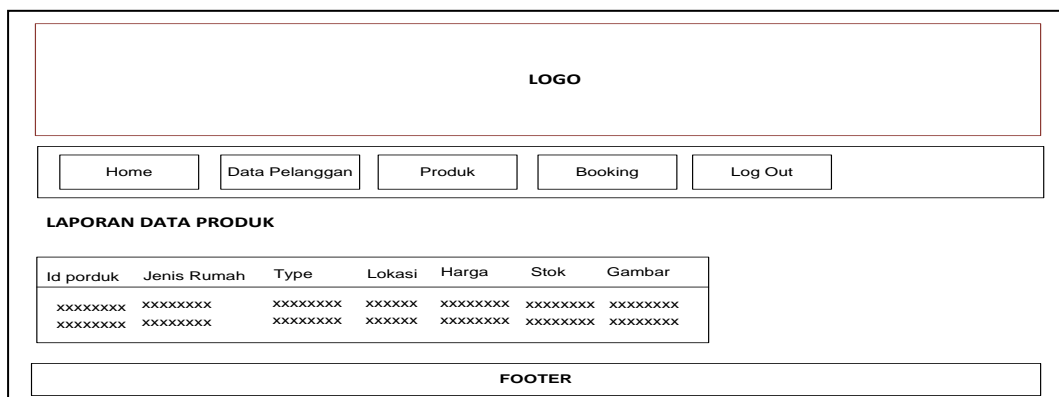 LOGO
Home Data Pelanggan Produk Booking Log Out
LAPORAN DATA PRODUK
Id porduk Jenis Rumah Type Lokasi Harga Stok Gambar
xxxxxxxx xxxxxxxx xxxxxxxx xxxxxx xxxxxxxx xxxxxxxx xxxxxxxx
xxxxxxxx xxxxxxxx xxxxxxxx xxxxxx xxxxxxxx xxxxxxxx xxxxxxxx
FOOTER